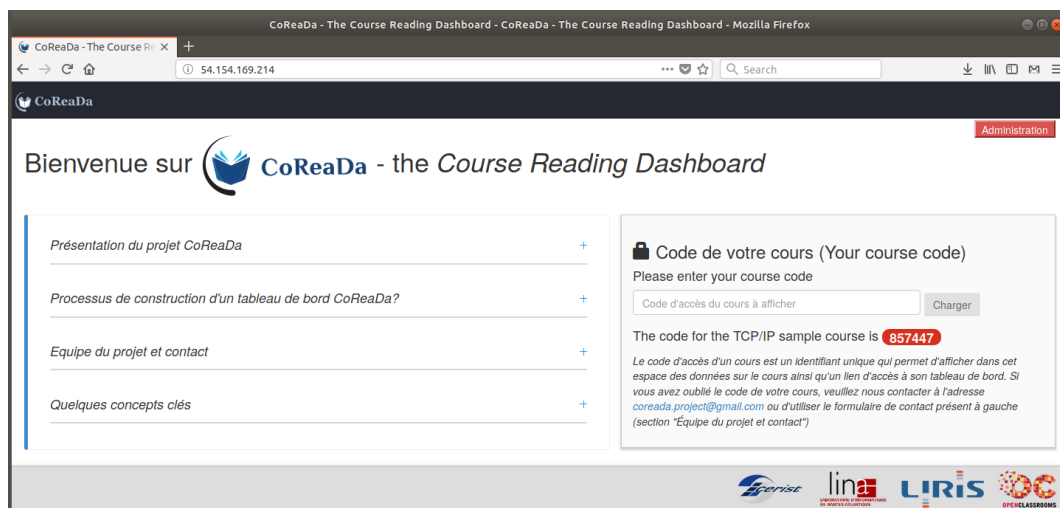 CoReaDa - The Course Reading Dashboard - CoReaDa - The Course Reading Dashboard - Mozilla Firefox
CoReaDa - The Course Re
54.154.169.214
Search
CoReaDa
Administration
Bienvenue sur CoReaDa - the Course Reading Dashboard
Présentation du projet CoReaDa
Processus de construction d'un tableau de bord CoReaDa?
Equipe du projet et contact
Quelques concepts clés
Code de votre cours (Your course code)
Please enter your course code
Code d'accès du cours à afficher
Charger
The code for the TCP/IP sample course is 857447
Le code d'accès d'un cours est un identifiant unique qui permet d'afficher dans cet
espace des données sur le cours ainsi qu'un lien d'accès à son tableau de bord. Si
vous avez oublié le code de votre cours, veuillez nous contacter à l'adresse
coreada.project@gmail.com ou d'utiliser le formulaire de contact présent à gauche
(section "Équipe du projet et contact")
cerist
lina
LABORATOIRE D'INFORMATIQUE
DE NANTES ATLANTIQUE
LIRIS
OC
OPENCLASSROOMS